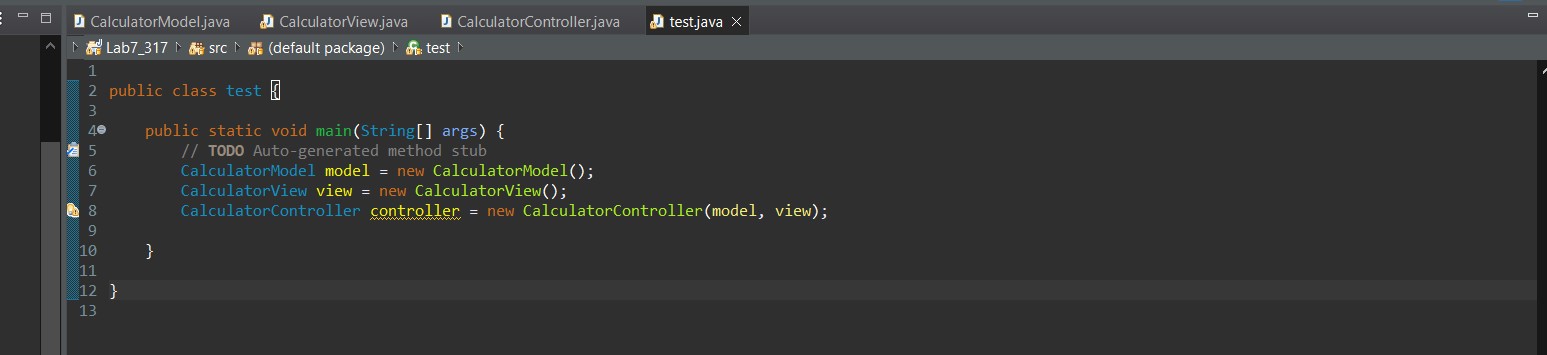 CalculatorModel.java CalculatorView.java CalculatorController.java test.java
Lab7_317 src (default package) test
1
2 public class test {
3
4 public static void main(String[] args) {
5 // TODO Auto-generated method stub
6 CalculatorModel model = new CalculatorModel();
7 CalculatorView view = new CalculatorView();
8 CalculatorController controller = new CalculatorController(model, view);
9
10 }
11
12 }
13